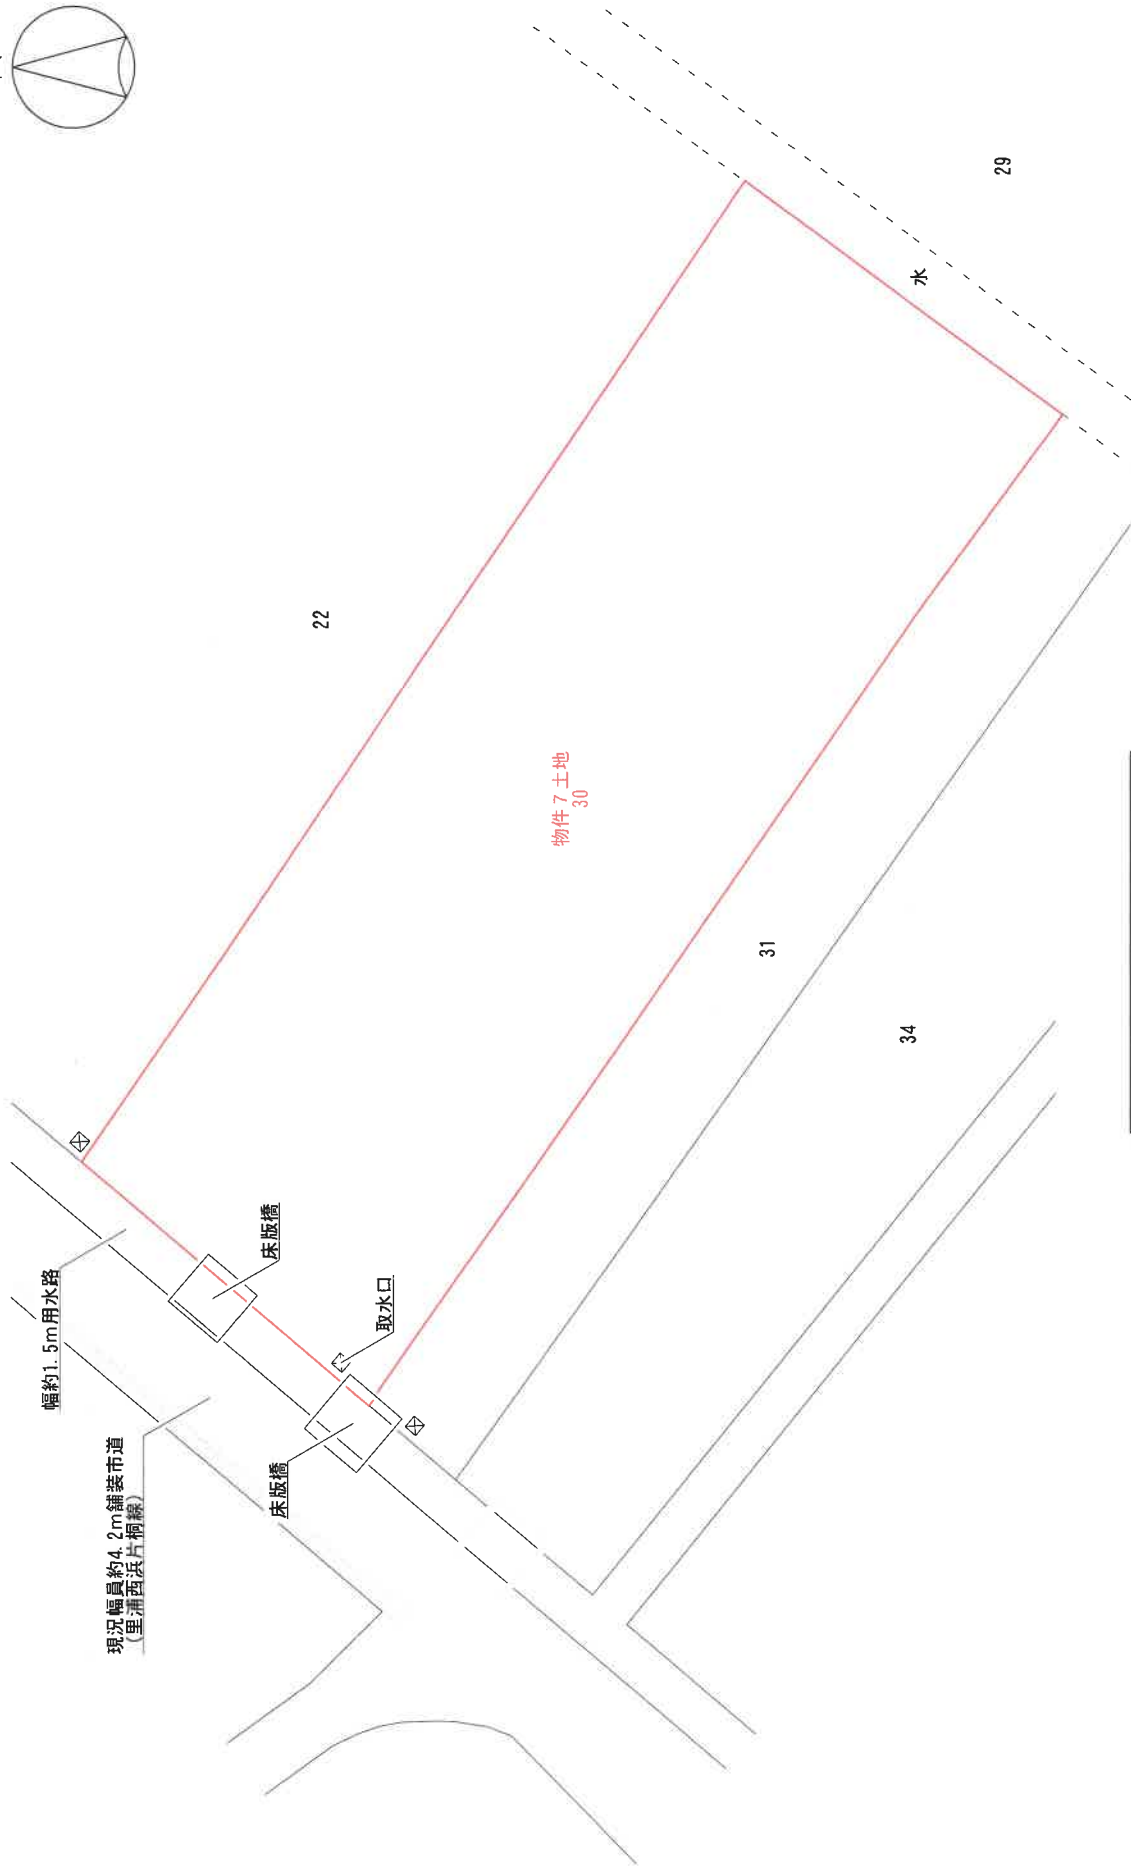 幅約1.5m用水路
現況幅員約4.2m舗装市道
(里浦西浜片桐線)
床版橋
床版橋
取水口
22
物件7土地
30
31
34
水
29